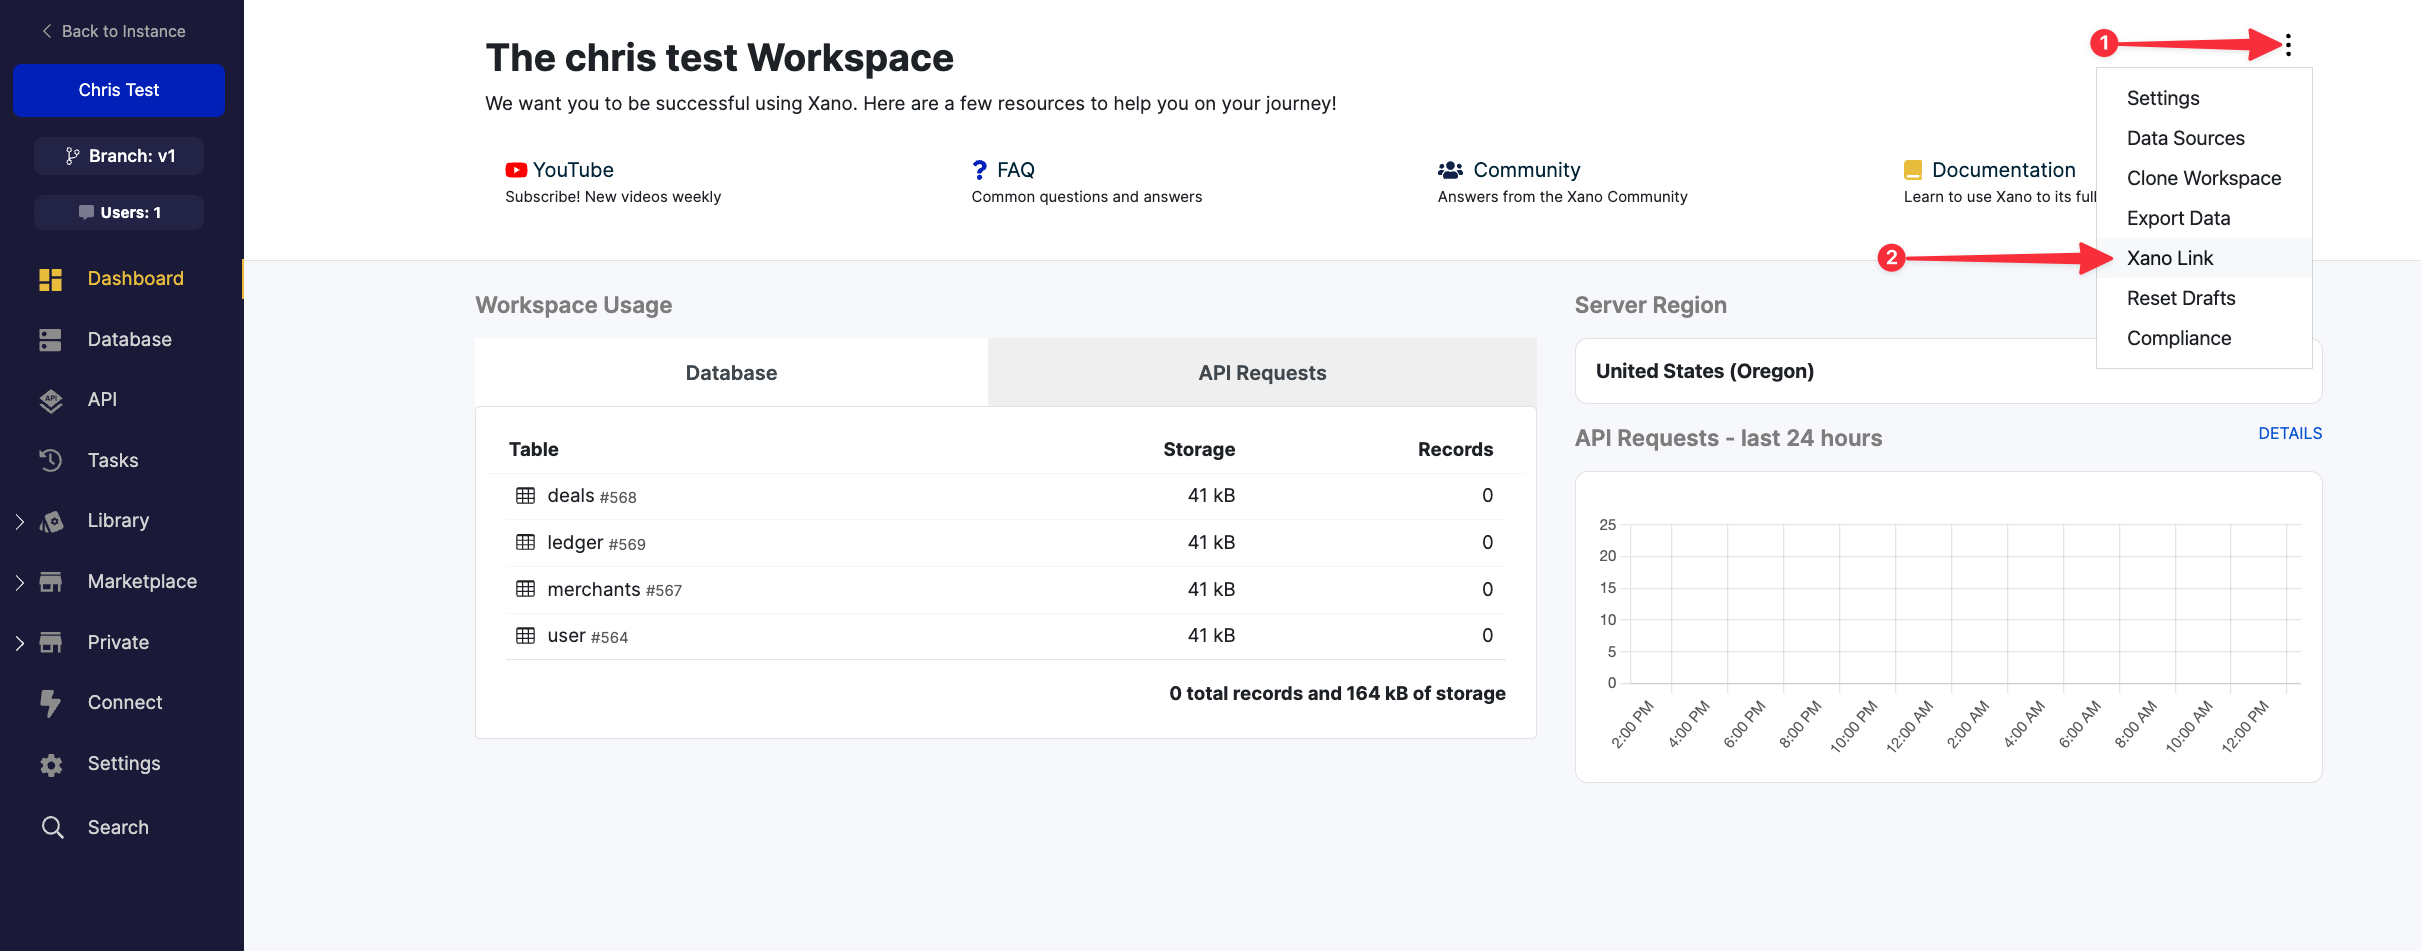 Back to Instance
Chris Test
Branch: v1
Users: 1
Dashboard
Database
API
API
Tasks
Library
Marketplace
Private
Connect
Settings
Search
The chris test Workspace
We want you to be successful using Xano. Here are a few resources to help you on your journey!
YouTube
Subscribe! New videos weekly
? FAQ
Common questions and answers
Community
Answers from the Xano Community
Documentation
Learn to use Xano to its full
1
Settings
Data Sources
Clone Workspace
Export Data
2
Xano Link
Reset Drafts
Compliance
Workspace Usage
Database API Requests
Table Storage Records
deals #568 41 kB 0
ledger #569 41 kB 0
merchants #567 41 kB 0
user #564 41 kB 0
0 total records and 164 kB of storage
Server Region
United States (Oregon)
API Requests - last 24 hours
DETAILS
25
20
15
10
5
0
2:00 PM 4:00 PM 6:00 PM 8:00 PM 10:00 PM 12:00 AM 2:00 AM 4:00 AM 6:00 AM 8:00 AM 10:00 AM 12:00 PM